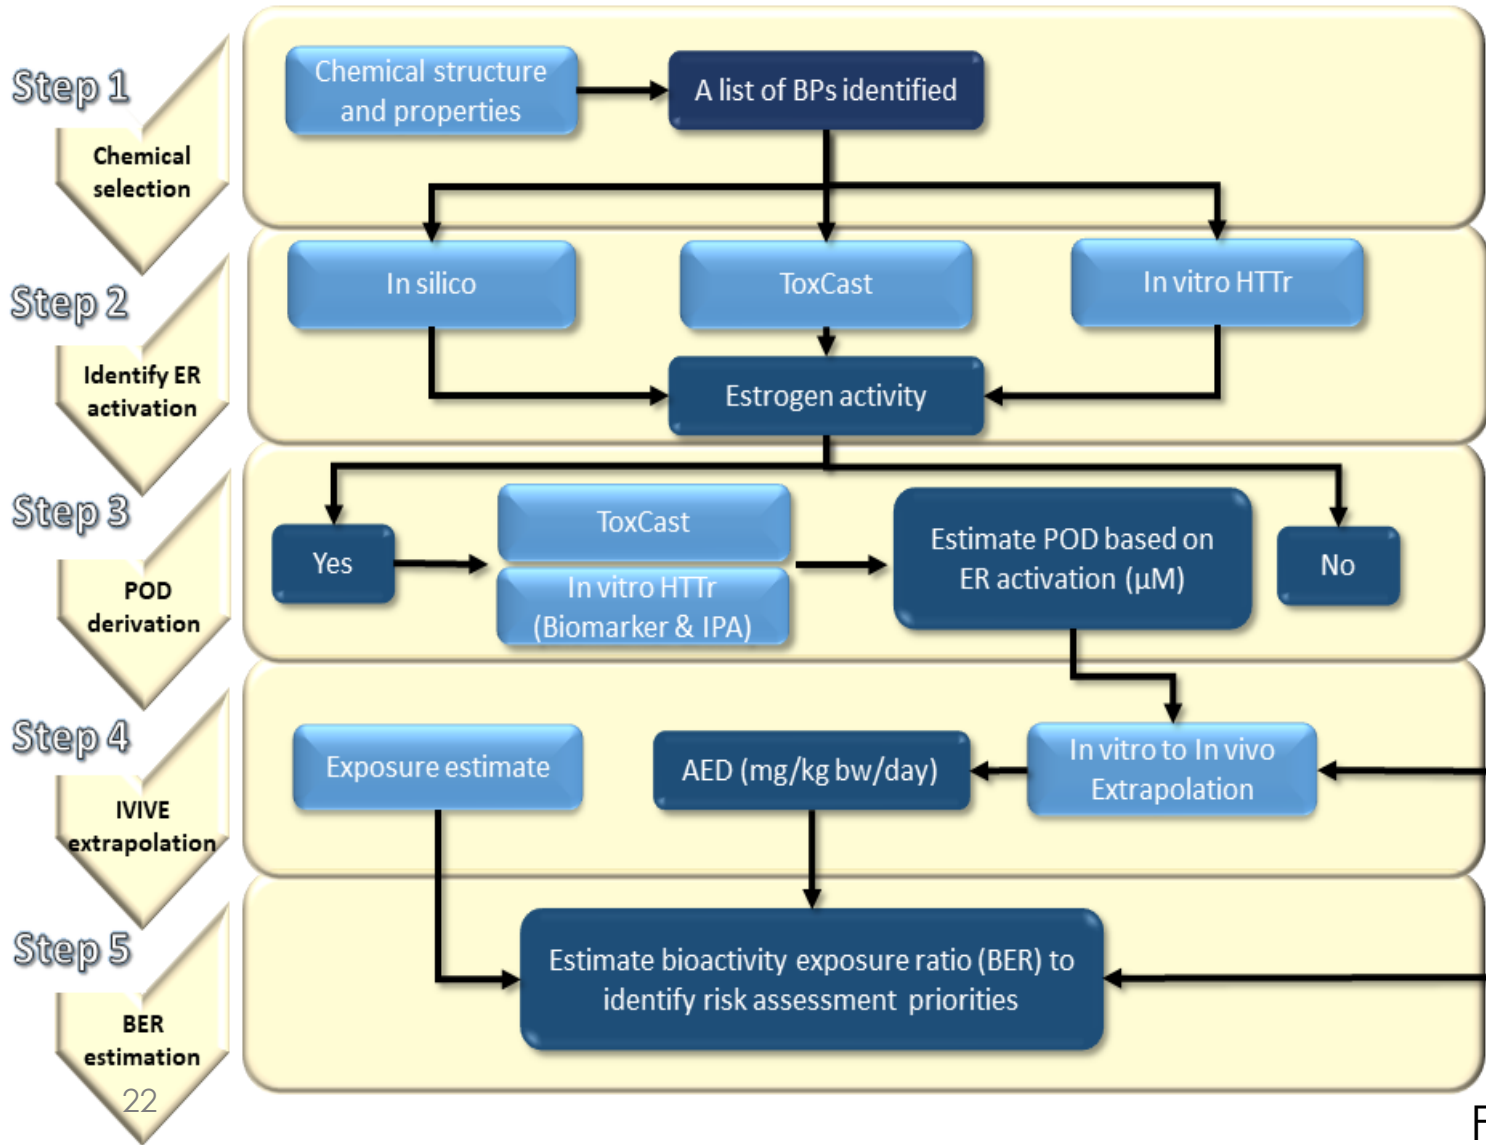 Step 1
Chemical
selection
Chemical structure
and properties
A list of BPs identified
Step 2
Identify ER
activation
In silico
ToxCast
In vitro HTTr
Estrogen activity
Step 3
POD
derivation
Yes
ToxCast
In vitro HTTr
(Biomarker & IPA)
Estimate POD based on
ER activation (µM)
No
Step 4
IVIVE
extrapolation
Exposure estimate
AED (mg/kg bw/day)
In vitro to In vivo
Extrapolation
Step 5
BER
estimation
Estimate bioactivity exposure ratio (BER) to
identify risk assessment priorities
22